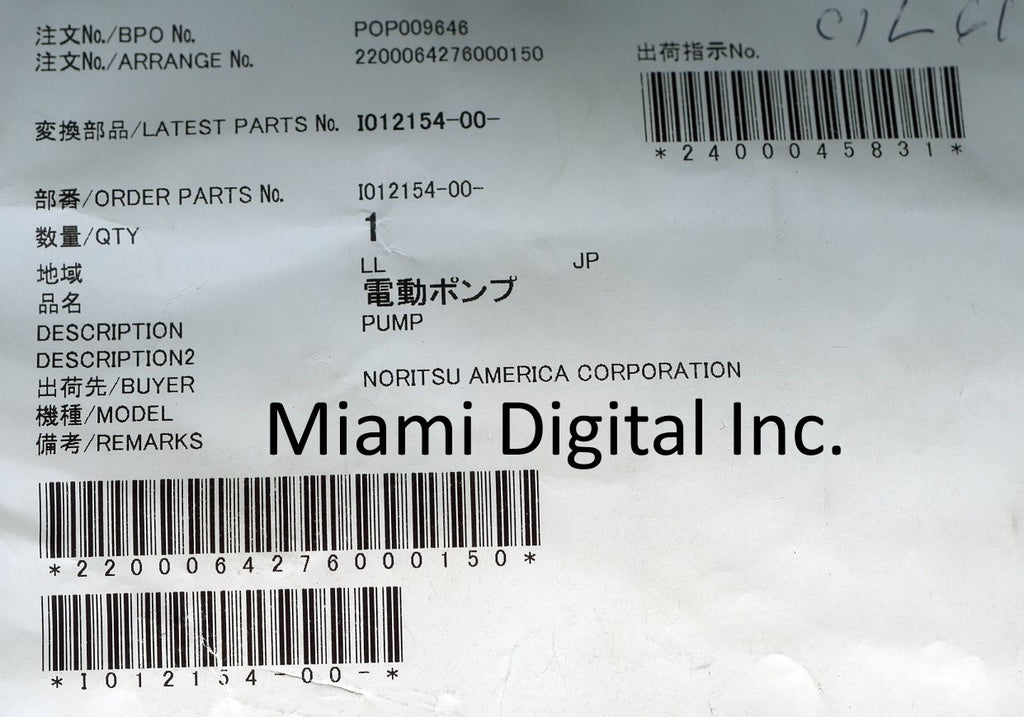 注文No./BPO No. POP009646
注文No./ARRANGE No. 2200064276000150
出荷指示No.
*2400045831*
変換部品/LATEST PARTS No. I012154-00-
部番/ORDER PARTS No. I012154-00-
数量/QTY 1
地域 LL JP
品名 電動ポンプ
DESCRIPTION PUMP
DESCRIPTION2
出荷先/BUYER NORITSU AMERICA CORPORATION
機種/MODEL
備考/REMARKS
Miami Digital Inc.
*2200064276000150*
*I012154-00-*